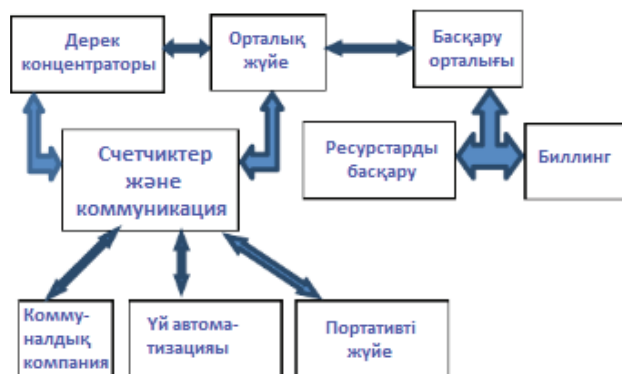 Дерек
концентраторы
Орталық
жүйе
Басқару
орталығы
Счетчиктер
және
коммуникация
Ресурстарды
басқару
Биллинг
Комму-
налдық
компания
Үй автома-
тизацияы
Портативті
жүйе